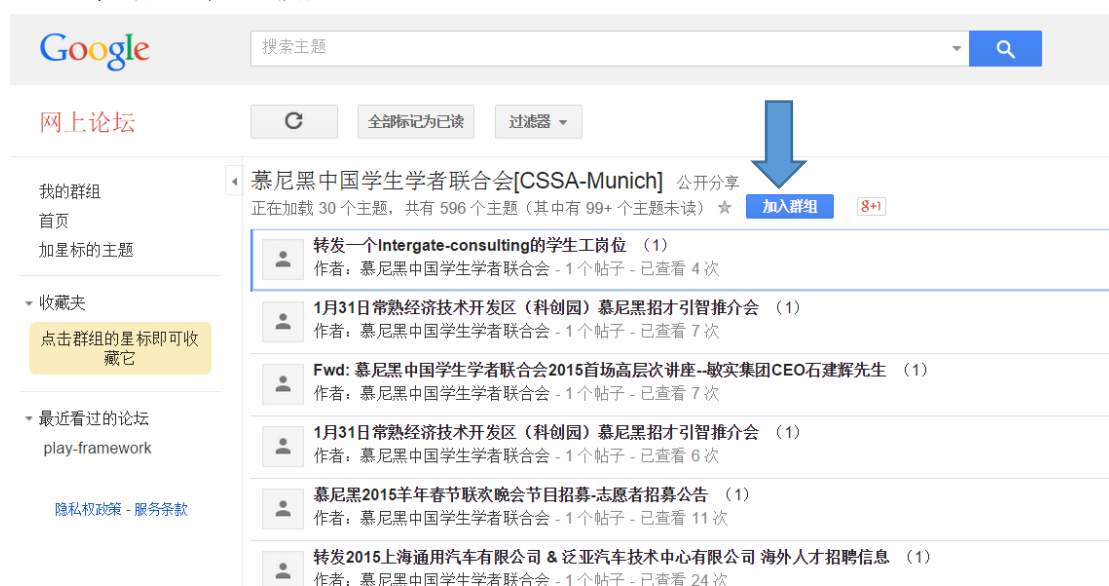 Google
搜索主题
网上论坛
全部标记为已读
过滤器
我的群组
首页
加星标的主题
收藏夹
点击群组的星标即可收
藏它
最近看过的论坛
play-framework
隐私权政策 - 服务条款
慕尼黑中国学生学者联合会[CSSA-Munich] 公开分享
正在加载 30 个主题，共有 596 个主题（其中有 99+ 个主题未读） 加入群组 g+1
转发一个Intergate-consulting的学生工岗位 （1）
作者：慕尼黑中国学生学者联合会 - 1 个帖子 - 已查看 4 次
1月31日常熟经济技术开发区（科创园）慕尼黑招才引智推介会 （1）
作者：慕尼黑中国学生学者联合会 - 1 个帖子 - 已查看 7 次
Fwd: 慕尼黑中国学生学者联合会2015首场高层次讲座--敏实集团CEO石建辉先生 （1）
作者：慕尼黑中国学生学者联合会 - 1 个帖子 - 已查看 7 次
1月31日常熟经济技术开发区（科创园）慕尼黑招才引智推介会 （1）
作者：慕尼黑中国学生学者联合会 - 1 个帖子 - 已查看 6 次
慕尼黑2015羊年春节联欢晚会节目招募-志愿者招募公告 （1）
作者：慕尼黑中国学生学者联合会 - 1 个帖子 - 已查看 11 次
转发2015上海通用汽车有限公司 & 泛亚汽车技术中心有限公司 海外人才招聘信息 （1）
作者：慕尼黑中国学生学者联合会 - 1 个帖子 - 已查看 24 次